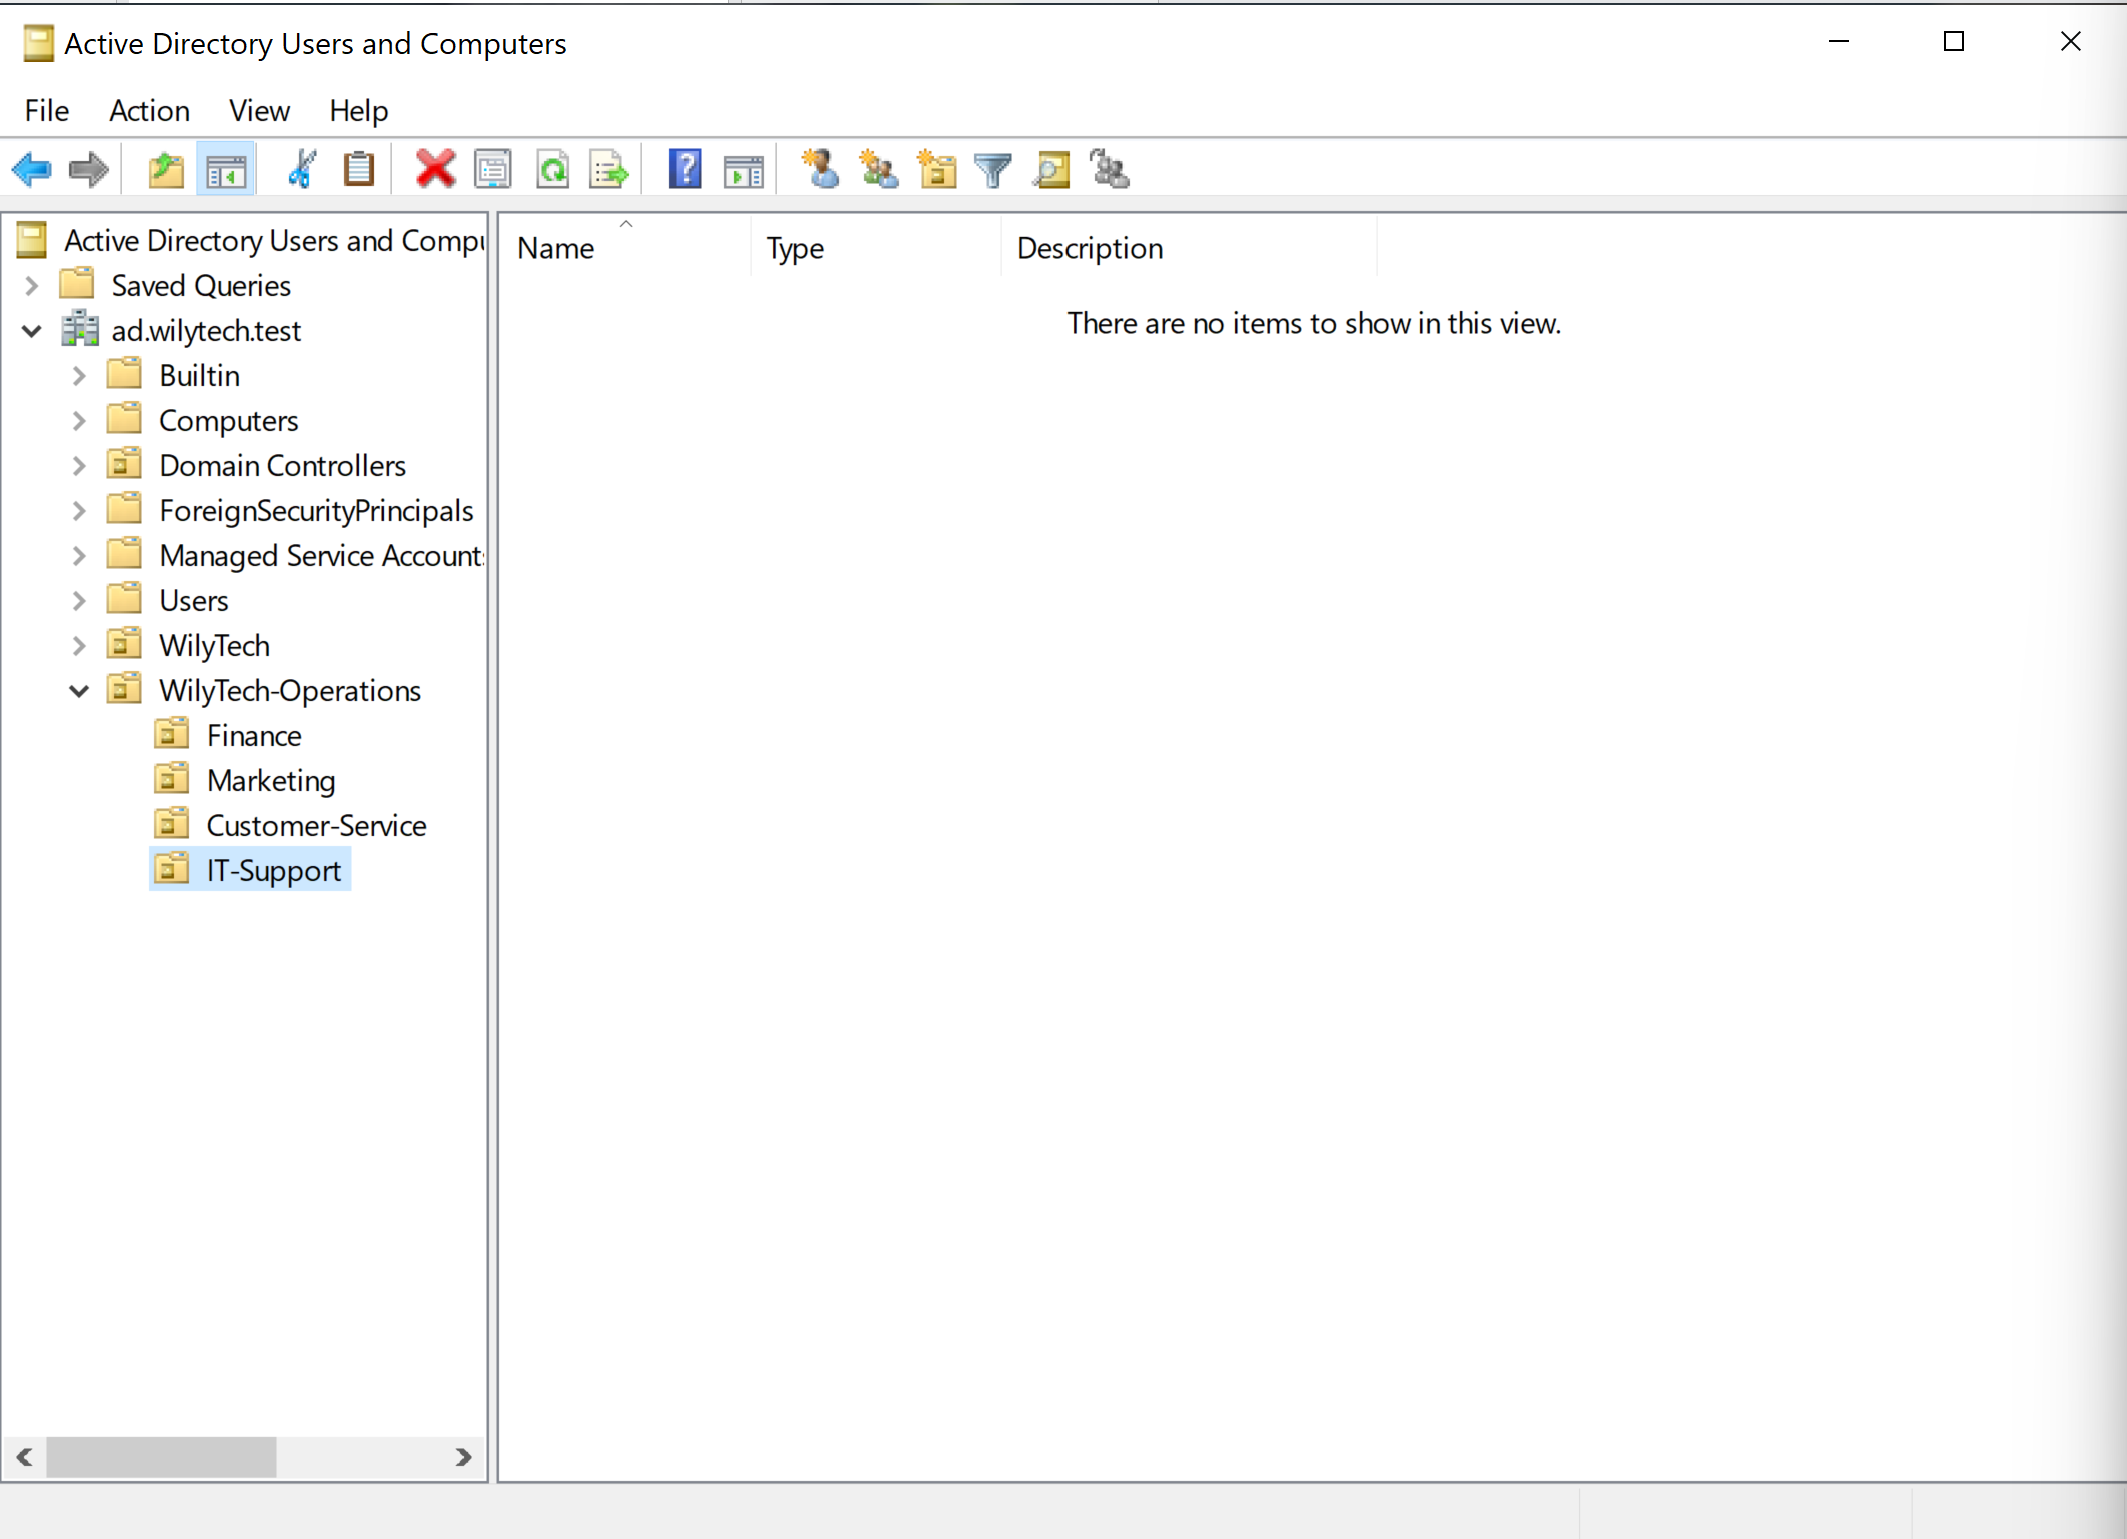 Active Directory Users and Computers
File Action View Help
Active Directory Users and Compu
Saved Queries
ad.wilytech.test
Builtin
Computers
Domain Controllers
ForeignSecurityPrincipals
Managed Service Accounts
Users
WilyTech
WilyTech-Operations
Finance
Marketing
Customer-Service
IT-Support
Name Type Description
There are no items to show in this view.